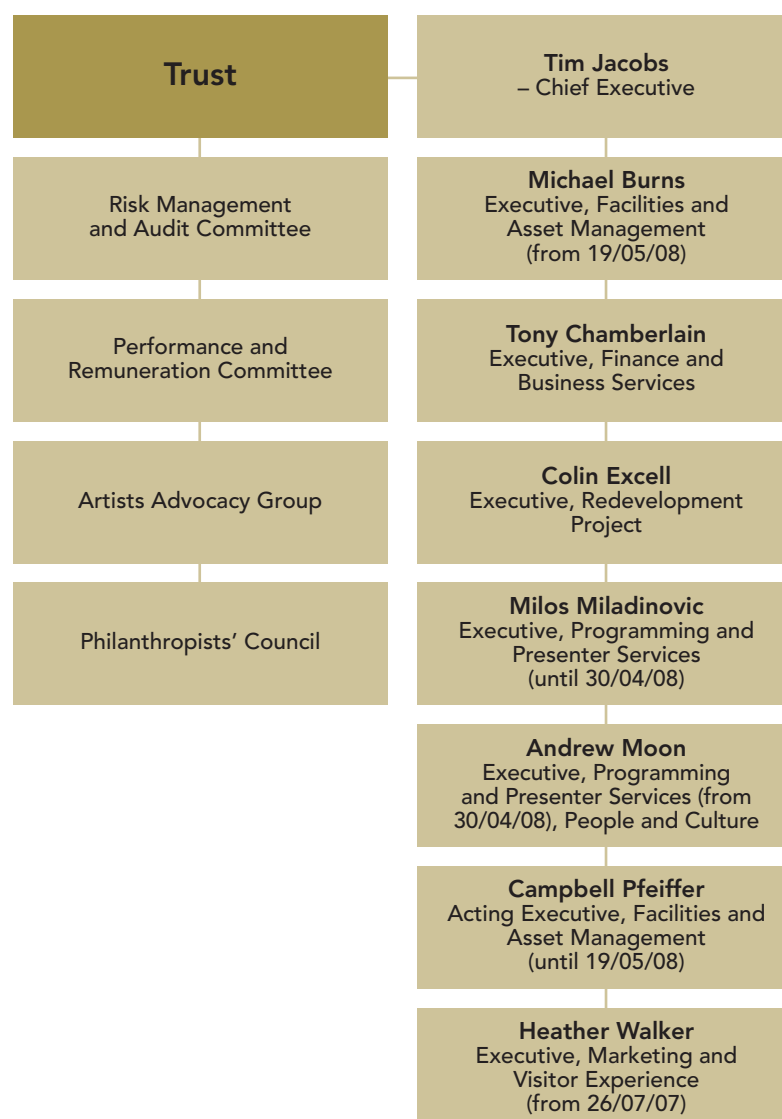 Trust
Risk Management
and Audit Committee
Performance and
Remuneration Committee
Artists Advocacy Group
Philanthropists’ Council
Tim Jacobs
– Chief Executive
Michael Burns
Executive, Facilities and
Asset Management
(from 19/05/08)
Tony Chamberlain
Executive, Finance and
Business Services
Colin Excell
Executive, Redevelopment
Project
Milos Miladinovic
Executive, Programming and
Presenter Services
(until 30/04/08)
Andrew Moon
Executive, Programming
and Presenter Services (from
30/04/08), People and Culture
Campbell Pfeiffer
Acting Executive, Facilities and
Asset Management
(until 19/05/08)
Heather Walker
Executive, Marketing and
Visitor Experience
(from 26/07/07)